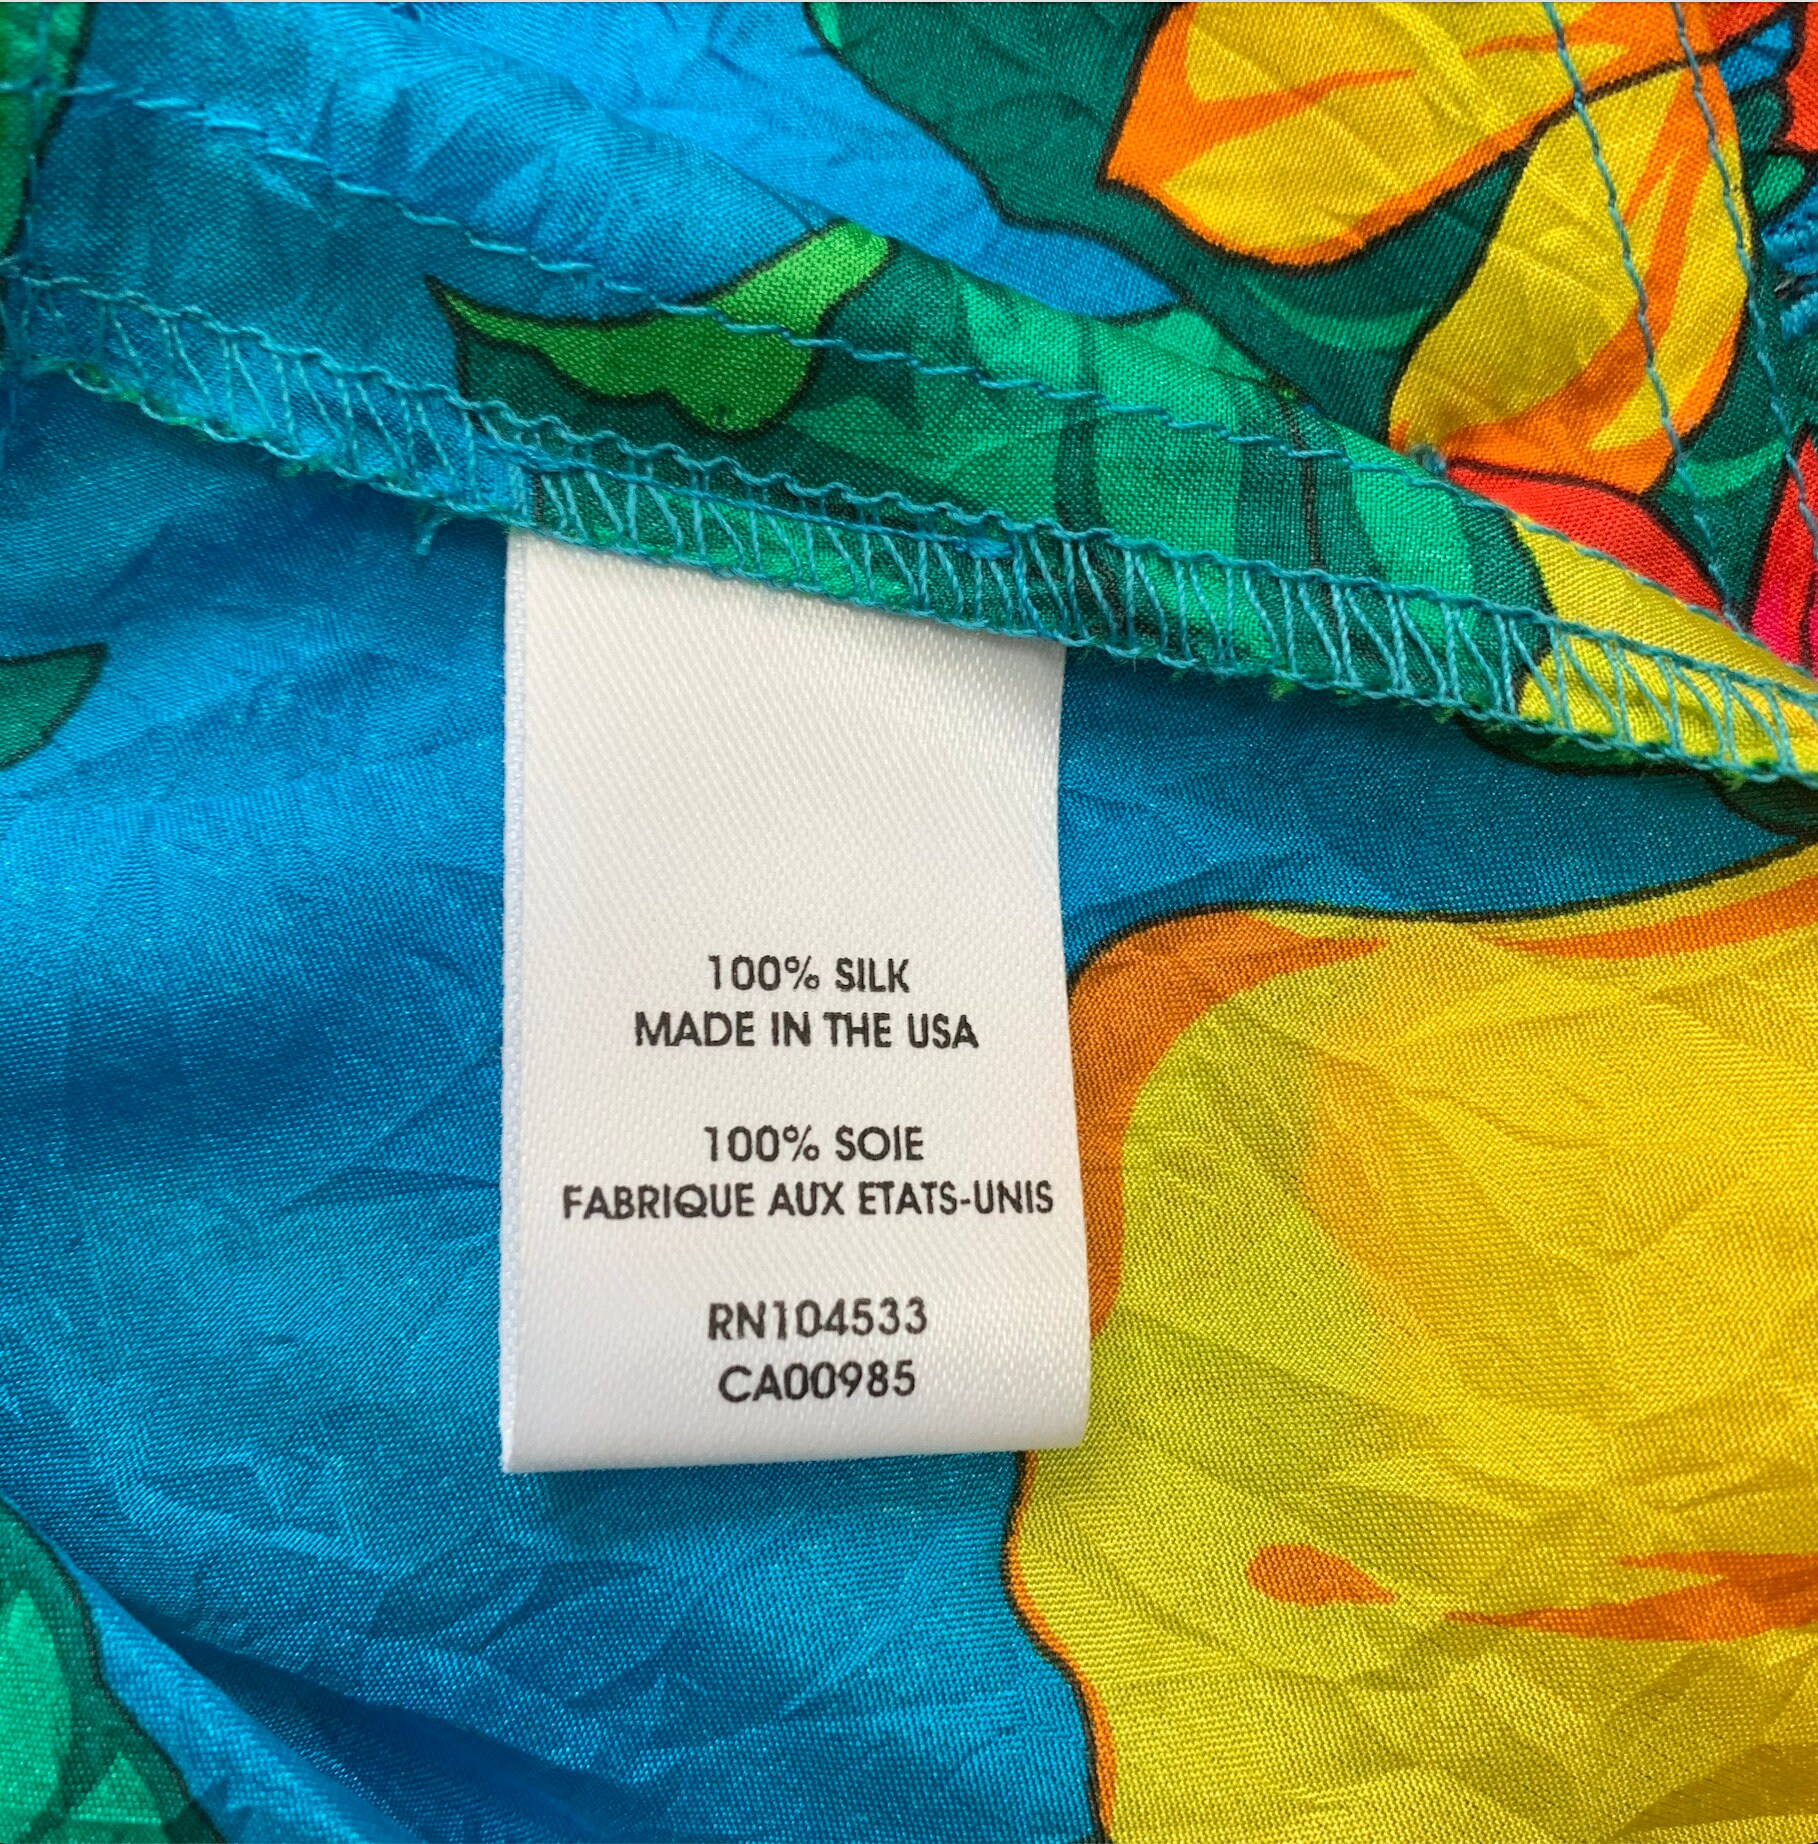 100% SILK
MADE IN THE USA
100% SOIE
FABRIQUE AUX ETATS-UNIS
RN104533
CA00985